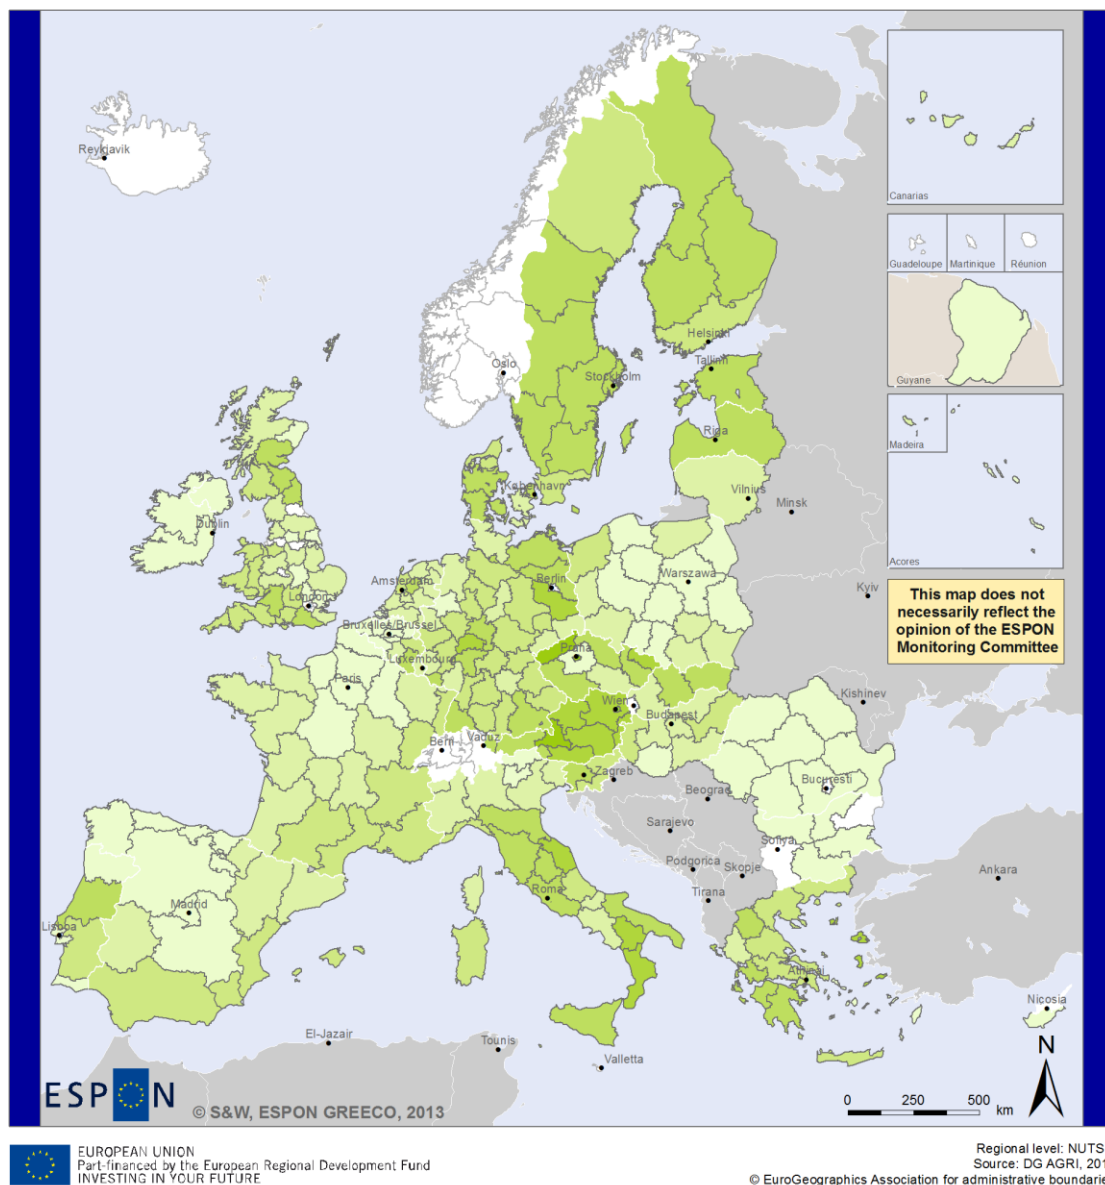 Reykjavik
Canarias
Guadeloupe
Martinique
Réunion
Guyane
Madeira
Acores
Oslo
Helsinki
Tallinn
Stockholm
Riga
København
Vilnius
Minsk
Dublin
Amsterdam
Berlin
Warszawa
London
Kyiv
Bruxelles/Brussel
Luxembourg
Praha
Paris
Wien
Kishinev
Bern
Vaduz
Budapest
Zagreb
Bucuresti
Beograd
Sarajevo
Sofiya
Podgorica
Skopje
Ankara
Roma
Tirana
Madrid
Lisboa
Athinai
Nicosia
El-Jazair
Tounis
Valletta
This map does not
necessarily reflect the
opinion of the ESPON
Monitoring Committee
N
ESPON
© S&W, ESPON GREECO, 2013
0 250 500
km
EUROPEAN UNION
Part-financed by the European Regional Development Fund
INVESTING IN YOUR FUTURE
Regional level: NUTS
Source: DG AGRI, 201
© EuroGeographics Association for administrative boundarie